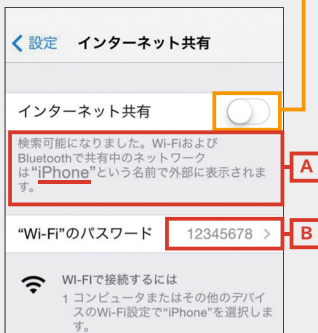 設定 インターネット共有
インターネット共有
検索可能になりました。Wi-Fiおよび
Bluetoothで共有中のネットワーク
は“iPhone”という名前で外部に表示されま
す。
A
“Wi-Fi”のパスワード 12345678
B
WI-FIで接続するには
1 コンピュータまたはその他のデバイ
スのWi-Fi設定で“iPhone”を選択しま
す。